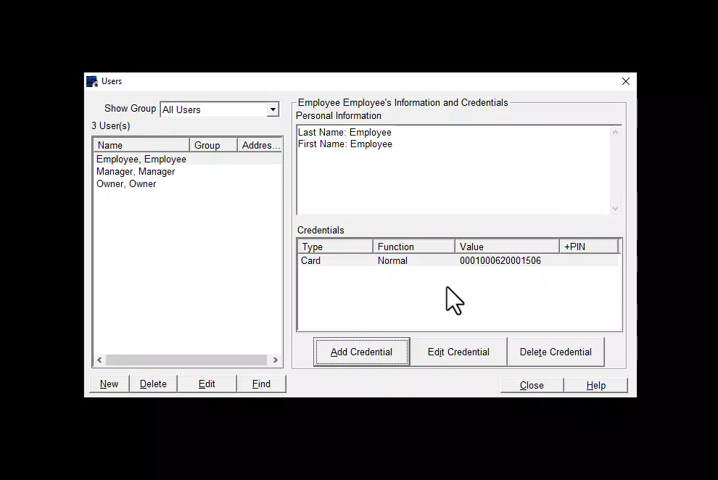 Users
Show Group All Users
3 User(s)
Name Group Addres...
Employee, Employee
Manager, Manager
Owner, Owner
New Delete Edit Find
Employee Employee's Information and Credentials
Personal Information
Last Name: Employee
First Name: Employee
Credentials
Type Function Value +PIN
Card Normal 0001000620001506
Add Credential Edit Credential Delete Credential
Close Help